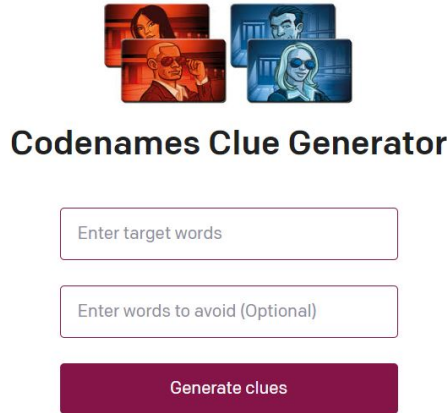 Codenames Clue Generator
Enter target words
Enter words to avoid (Optional)
Generate clues